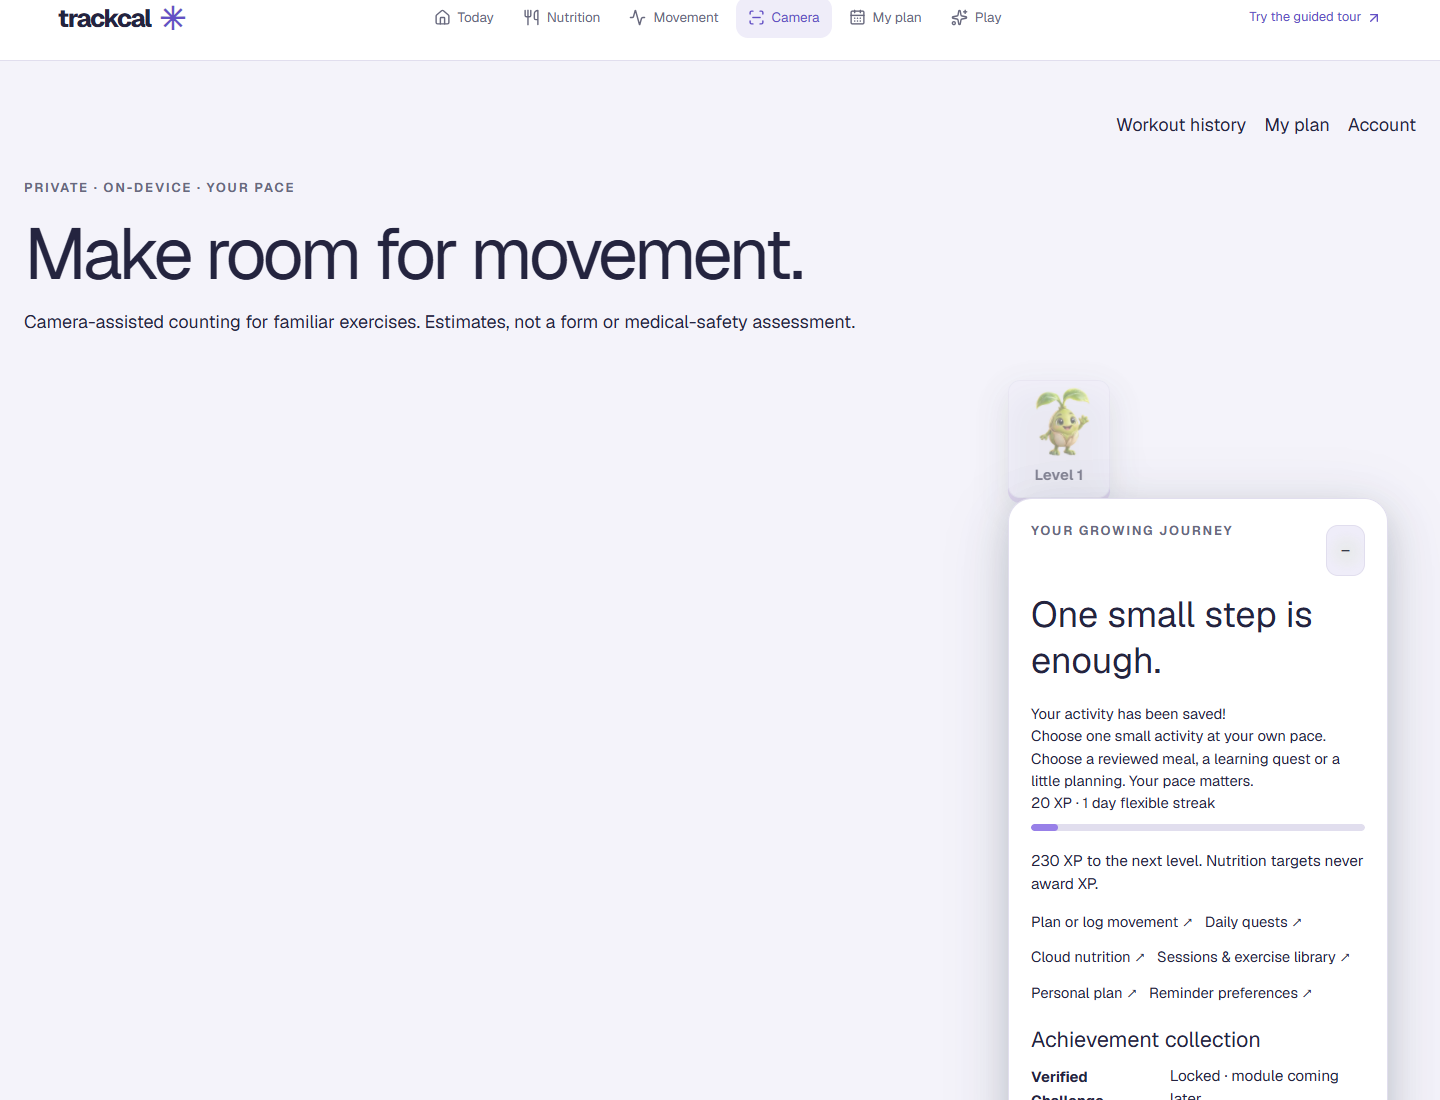 trackcal
Today
Nutrition
Movement
Camera
My plan
Play
Try the guided tour
Workout history
My plan
Account
PRIVATE · ON-DEVICE · YOUR PACE
Make room for movement.
Camera-assisted counting for familiar exercises. Estimates, not a form or medical-safety assessment.
Level 1
YOUR GROWING JOURNEY
–
One small step is
enough.
Your activity has been saved!
Choose one small activity at your own pace.
Choose a reviewed meal, a learning quest or a
little planning. Your pace matters.
20 XP · 1 day flexible streak
230 XP to the next level. Nutrition targets never
award XP.
Plan or log movement ↗ Daily quests ↗
Cloud nutrition ↗ Sessions & exercise library ↗
Personal plan ↗ Reminder preferences ↗
Achievement collection
Verified
Challenge
Locked · module coming
later